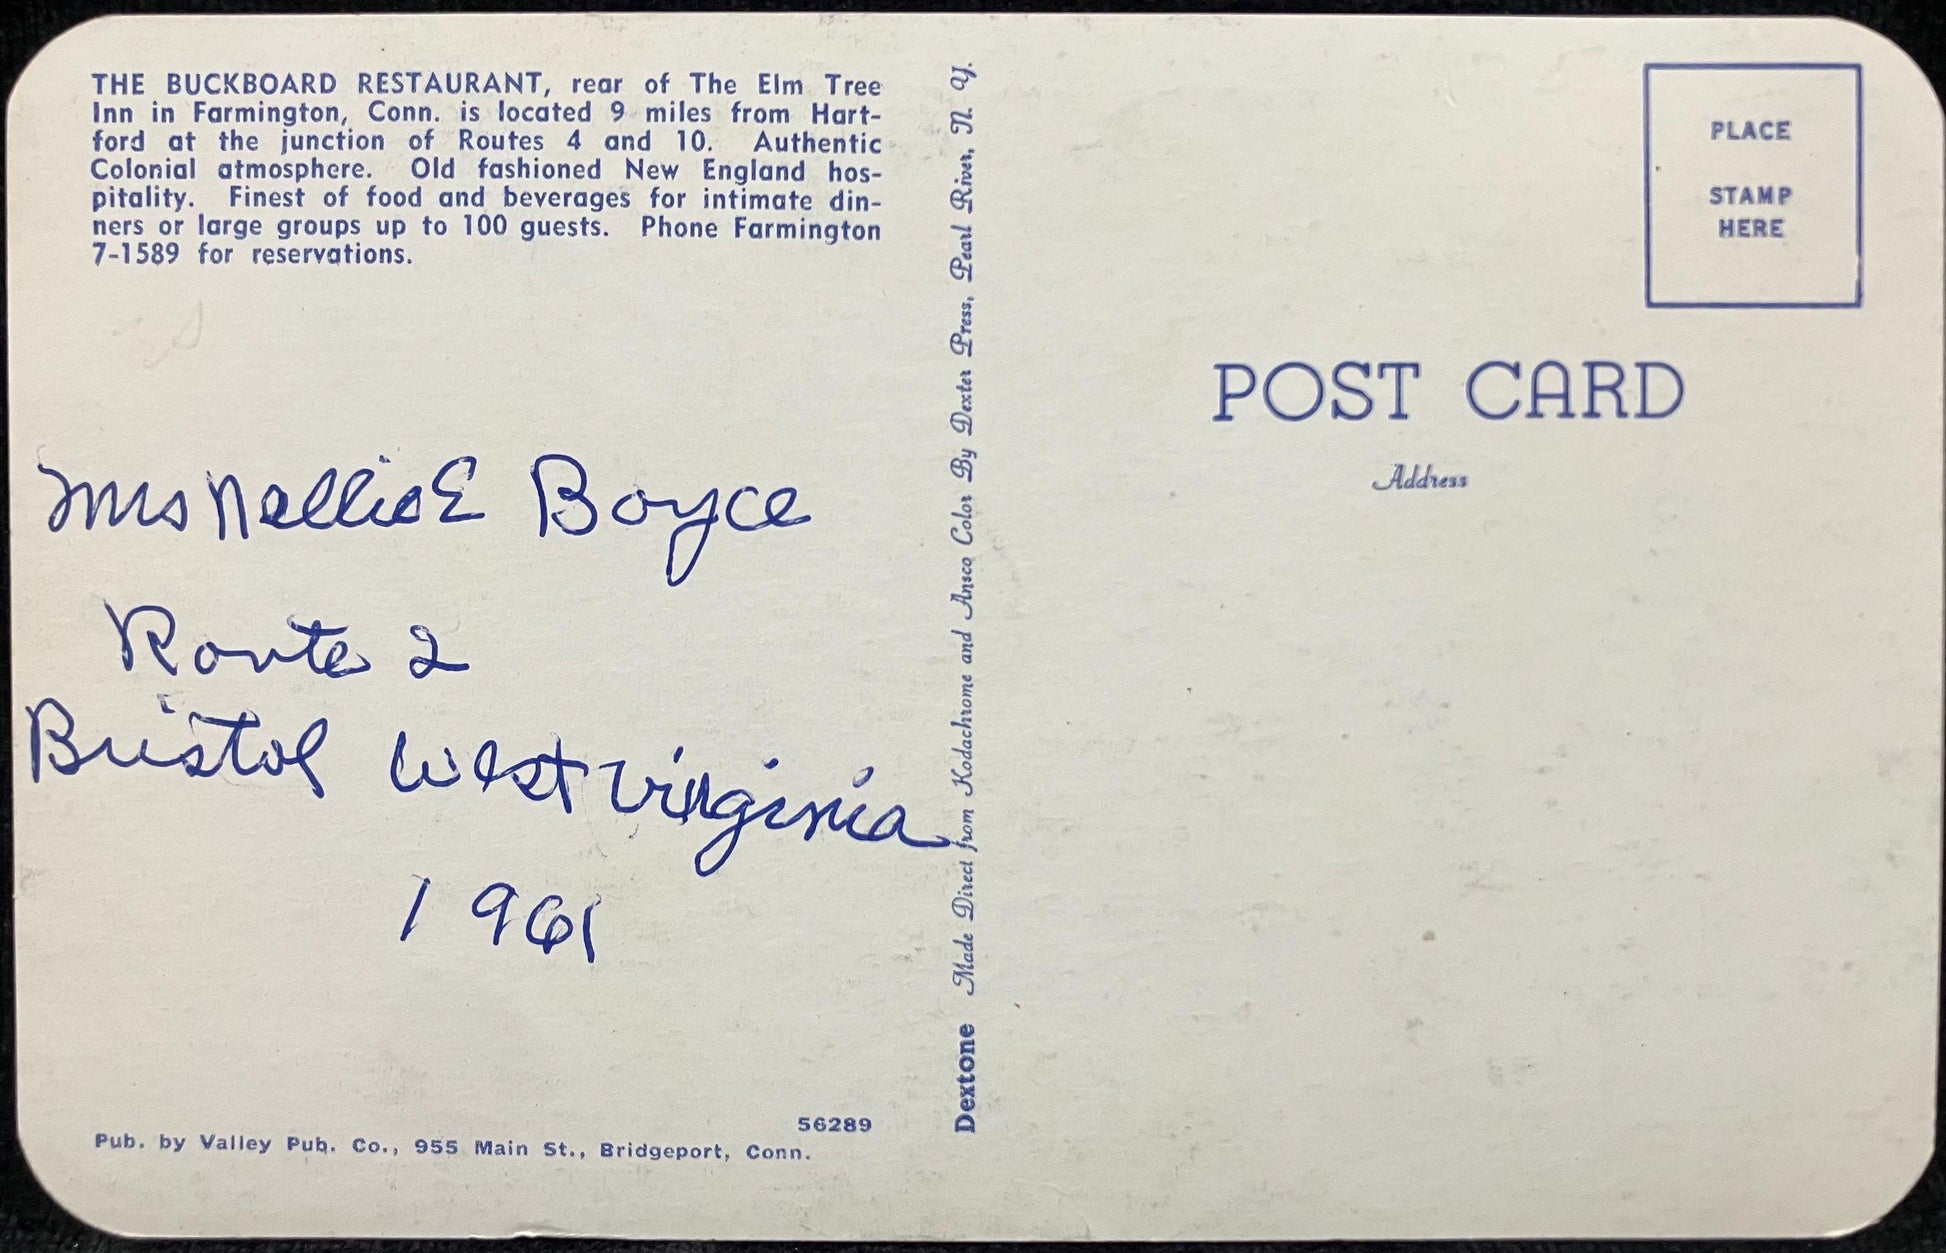 THE BUCKBOARD RESTAURANT, rear of The Elm Tree
Inn in Farmington, Conn. is located 9 miles from Hart-
ford at the junction of Routes 4 and 10. Authentic
Colonial atmosphere. Old fashioned New England hos-
pitality. Finest of food and beverages for intimate din-
ners or large groups up to 100 guests. Phone Farmington
7-1589 for reservations.
Mrs Nellie E Boyce
Route 2
Bristol West Virginia
1961
56289
Pub. by Valley Pub. Co., 955 Main St., Bridgeport, Conn.
Dextone Made Direct from Kodachrome and Ansco Color By Dexter Press, Pearl River, N. Y.
PLACE
STAMP
HERE
POST CARD
Address